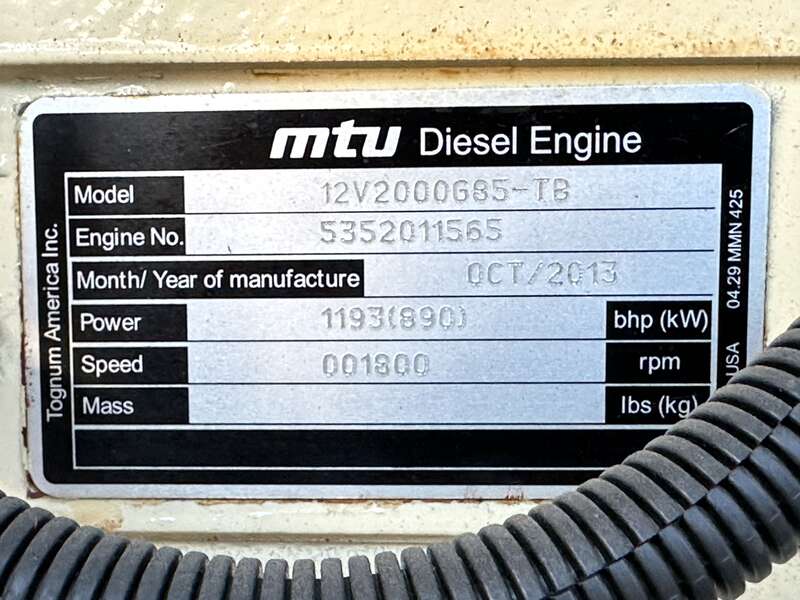 mtu Diesel Engine
Model 12V2000G85-TB
Engine No. 5352011565
Month/ Year of manufacture OCT/2013
Power 1193(890) bhp (kW)
Speed 001800 rpm
Mass lbs (kg)
Tognum America Inc.
USA 04.29 MMN 425